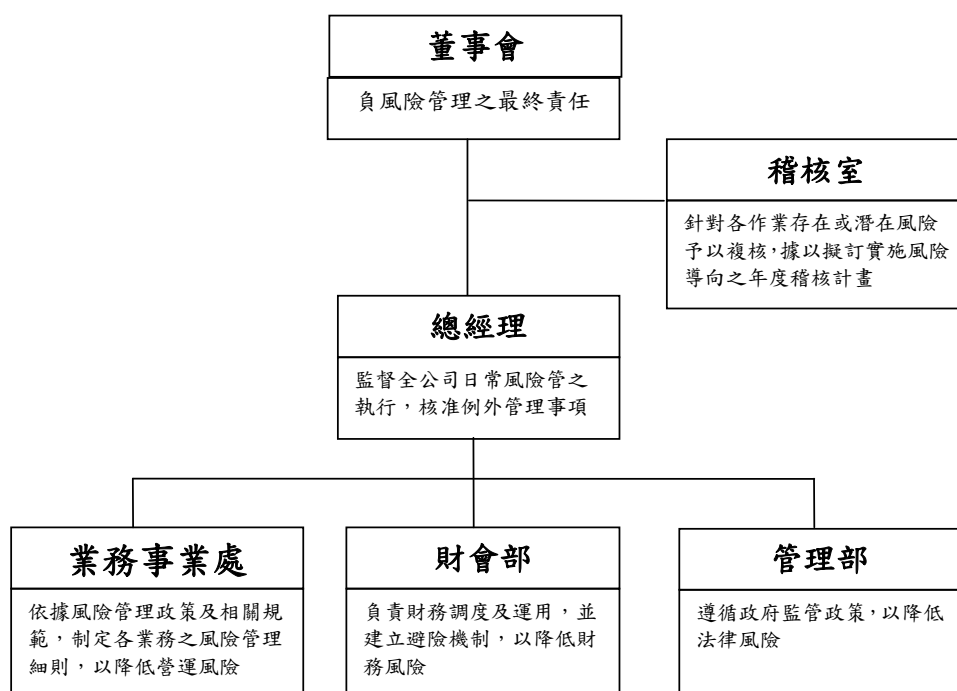 董事會
負風險管理之最終責任
稽核室
針對各作業存在或潛在風險
予以複核，據以擬訂實施風險
導向之年度稽核計畫
總經理
監督全公司日常風險管之
執行，核准例外管理事項
業務事業處
依據風險管理政策及相關規
範，制定各業務之風險管理
細則，以降低營運風險
財會部
負責財務調度及運用，並
建立避險機制，以降低財
務風險
管理部
遵循政府監管政策，以降低
法律風險